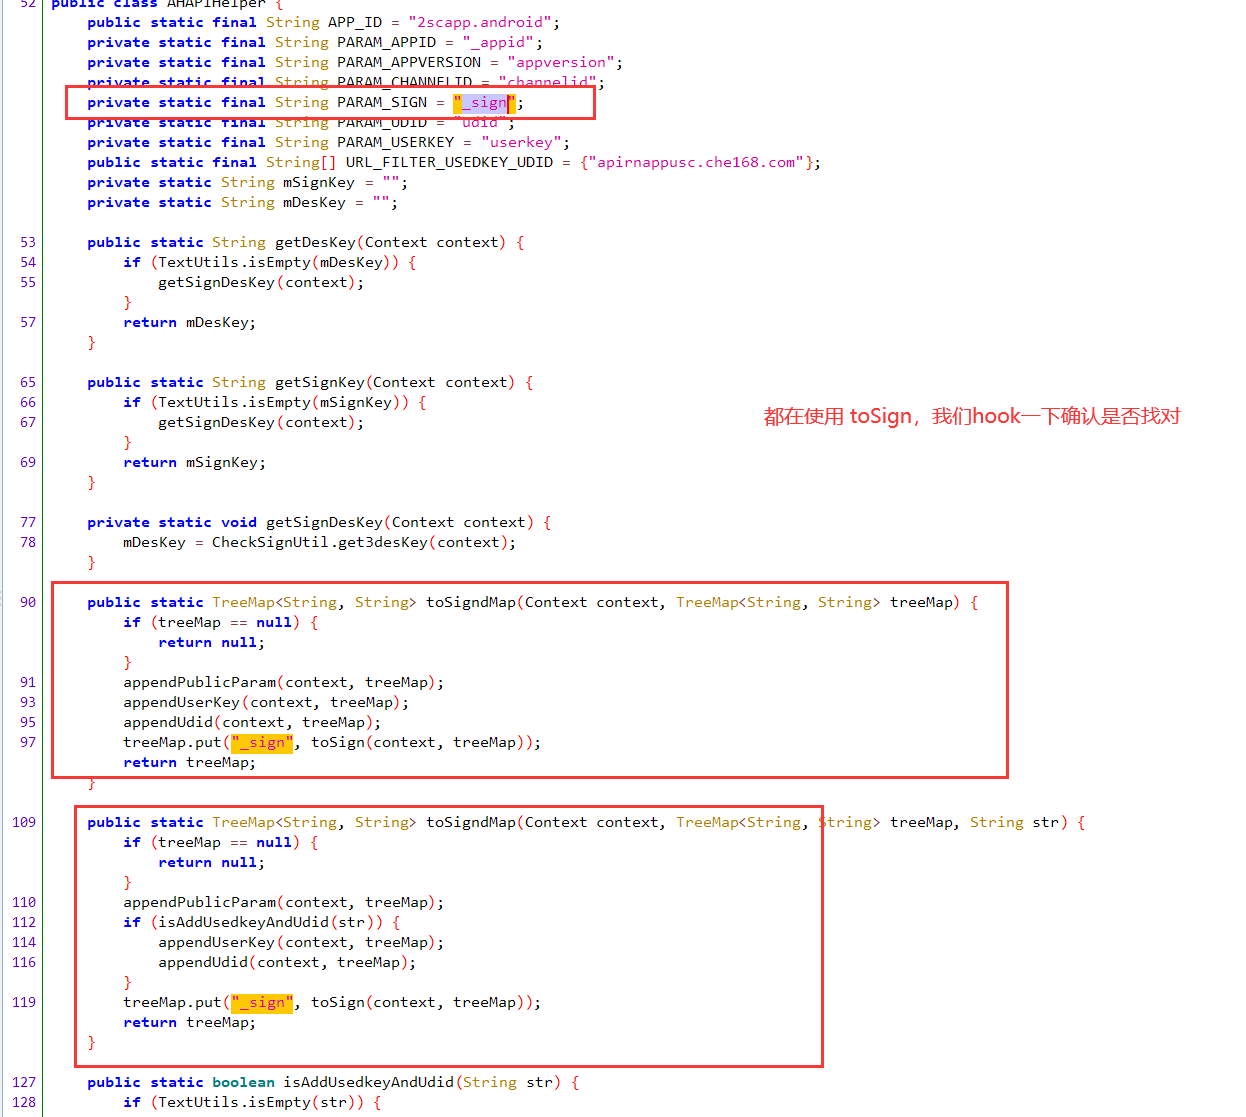 52 public class AHAPIHelper {
public static final String APP_ID = "2scapp.android";
private static final String PARAM_APPID = "_appid";
private static final String PARAM_APPVERSION = "appversion";
private static final String PARAM_CHANNELID = "channelid";
private static final String PARAM_SIGN = "_sign";
private static final String PARAM_UDID = "udid";
private static final String PARAM_USERKEY = "userkey";
public static final String[] URL_FILTER_USEDKEY_UDID = {"apirnappusc.che168.com"};
private static String mSignKey = "";
private static String mDesKey = "";
53 public static String getDesKey(Context context) {
54 if (TextUtils.isEmpty(mDesKey)) {
55 getSignDesKey(context);
}
57 return mDesKey;
}
65 public static String getSignKey(Context context) {
66 if (TextUtils.isEmpty(mSignKey)) {
67 getSignDesKey(context);
都在使用 toSign，我们hook一下确认是否找对
}
69 return mSignKey;
}
77 private static void getSignDesKey(Context context) {
78 mDesKey = CheckSignUtil.get3desKey(context);
}
90 public static TreeMap<String, String> toSigndMap(Context context, TreeMap<String, String> treeMap) {
if (treeMap == null) {
return null;
}
91 appendPublicParam(context, treeMap);
93 appendUserKey(context, treeMap);
95 appendUdid(context, treeMap);
97 treeMap.put("_sign", toSign(context, treeMap));
return treeMap;
}
109 public static TreeMap<String, String> toSigndMap(Context context, TreeMap<String, String> treeMap, String str) {
if (treeMap == null) {
return null;
}
110 appendPublicParam(context, treeMap);
112 if (isAddUsedkeyAndUdid(str)) {
114 appendUserKey(context, treeMap);
116 appendUdid(context, treeMap);
}
119 treeMap.put("_sign", toSign(context, treeMap));
return treeMap;
}
127 public static boolean isAddUsedkeyAndUdid(String str) {
128 if (TextUtils.isEmpty(str)) {